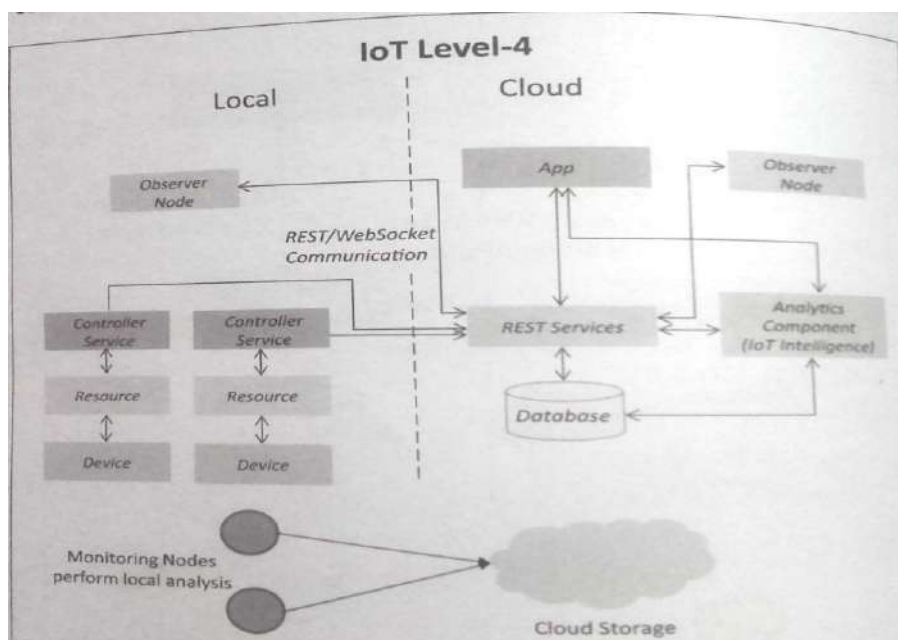 IoT Level-4
Local
Cloud
Observer
Node
App
Observer
Node
REST/WebSocket
Communication
Controller
Service
Controller
Service
REST Services
Analytics
Component
(IoT Intelligence)
Resource
Resource
Database
Device
Device
Monitoring Nodes
perform local analysis
Cloud Storage